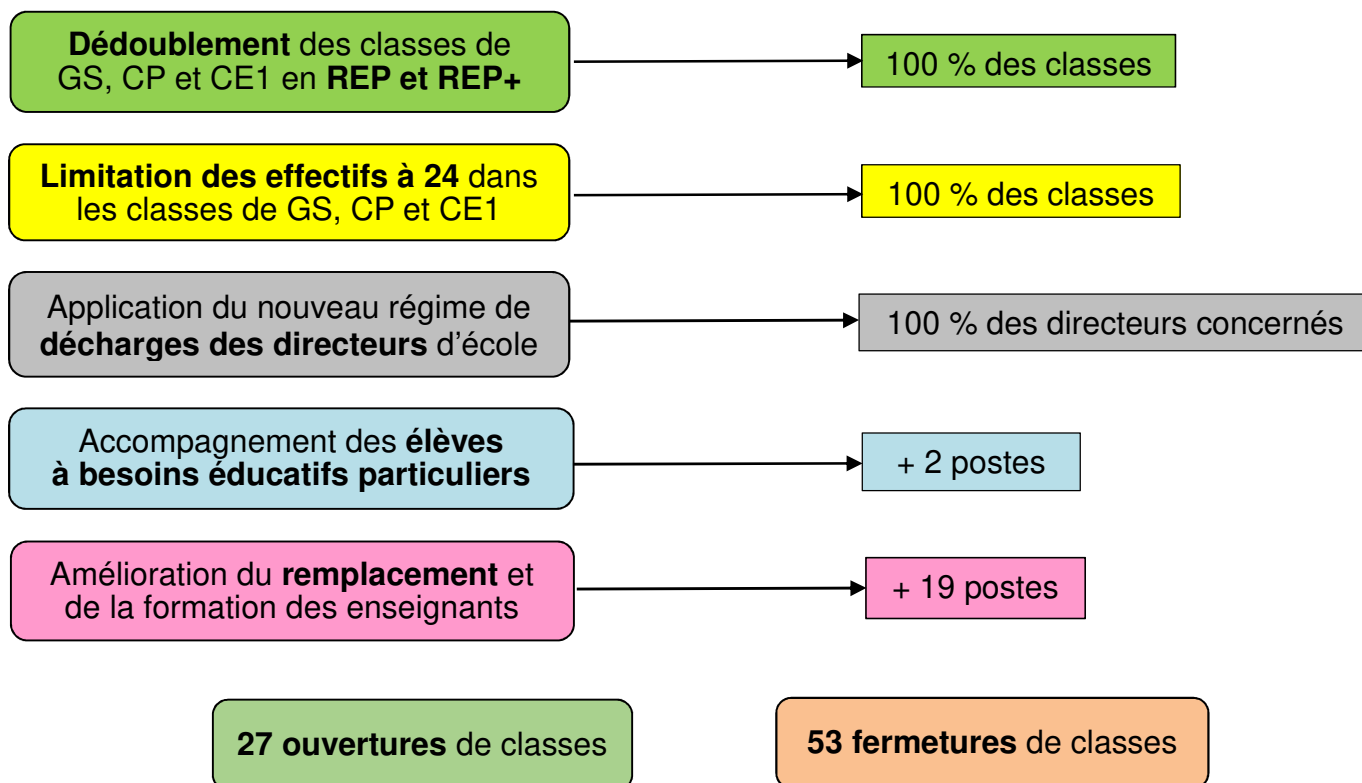 Dédoublement des classes de
GS, CP et CE1 en REP et REP+
100 % des classes
Limitation des effectifs à 24 dans
les classes de GS, CP et CE1
100 % des classes
Application du nouveau régime de
décharges des directeurs d'école
100 % des directeurs concernés
Accompagnement des élèves
à besoins éducatifs particuliers
+ 2 postes
Amélioration du remplacement et
de la formation des enseignants
+ 19 postes
27 ouvertures de classes
53 fermetures de classes